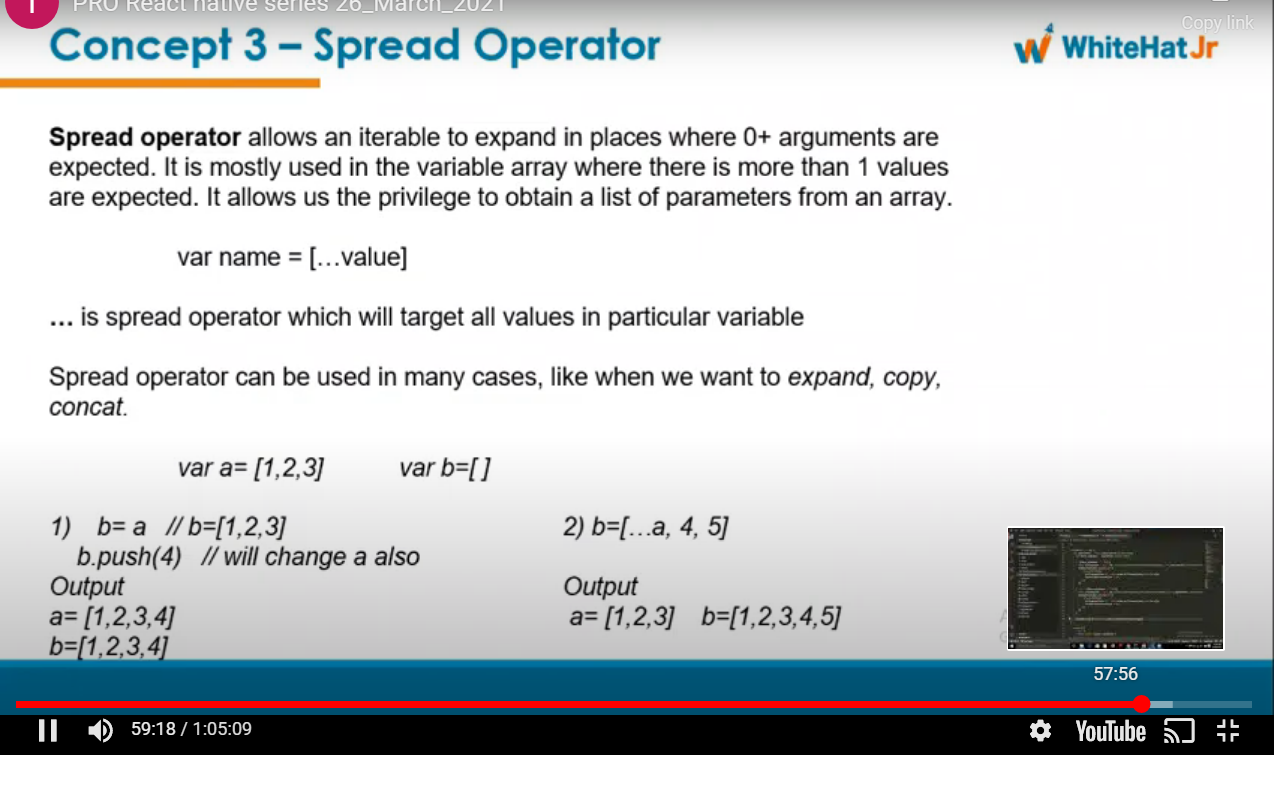 T PRO React native series 26_March_2021
Copy link
Concept 3 – Spread Operator
WhiteHatJr
Spread operator allows an iterable to expand in places where 0+ arguments are
expected. It is mostly used in the variable array where there is more than 1 values
are expected. It allows us the privilege to obtain a list of parameters from an array.
var name = [...value]
... is spread operator which will target all values in particular variable
Spread operator can be used in many cases, like when we want to expand, copy,
concat.
var a= [1,2,3] var b=[ ]
1) b= a // b=[1,2,3]
b.push(4) // will change a also
Output
a= [1,2,3,4]
b=[1,2,3,4]
2) b=[...a, 4, 5]
Output
a= [1,2,3] b=[1,2,3,4,5]
57:56
59:18 / 1:05:09
YouTube